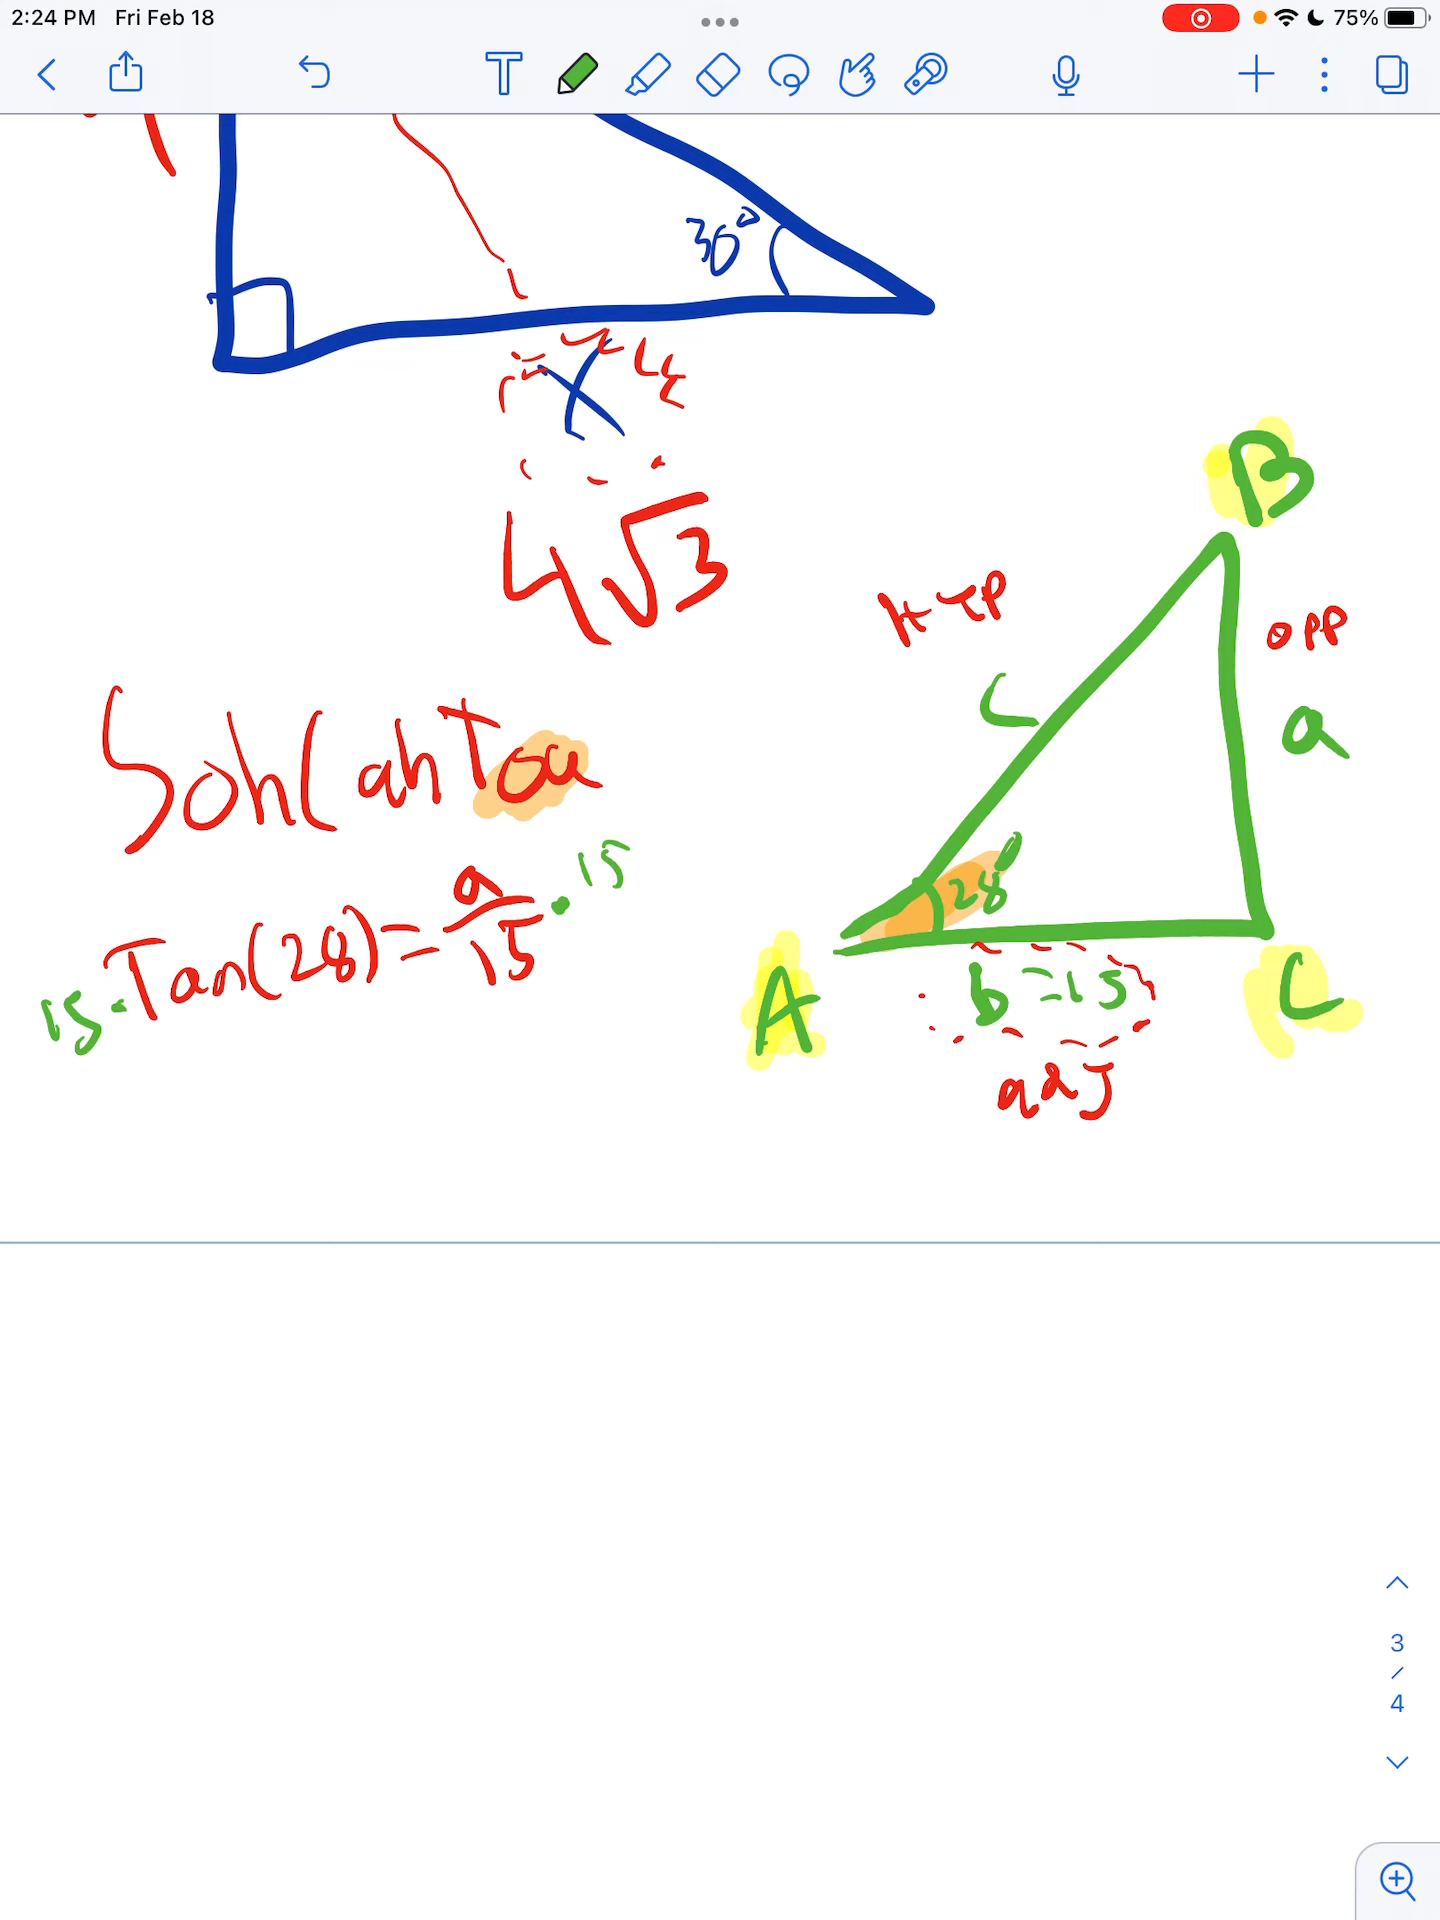 2:24 PM Fri Feb 18
75%
T
30°
X
4√3
B
HYP
OPP
c
a
SohCahToa
28°
Tan(28)=a/15 · 15
15 ·
A
b=15
C
adJ
3
/
4